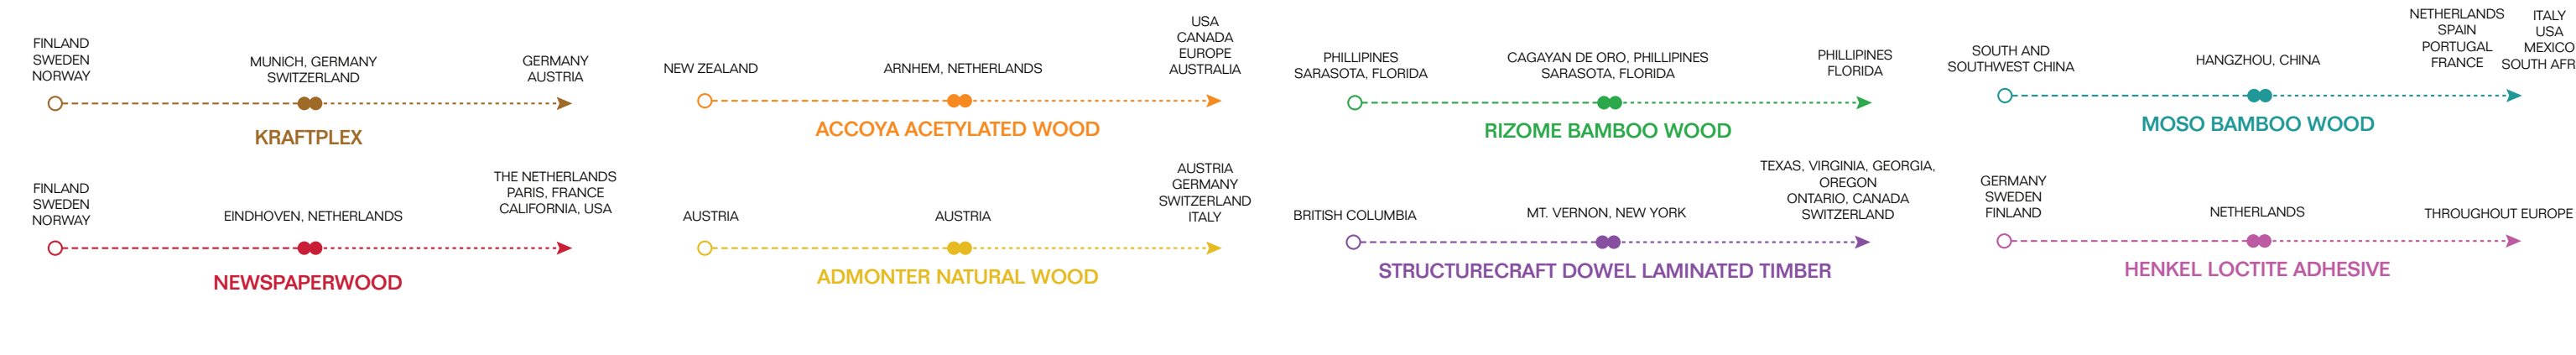 FINLAND
SWEDEN
NORWAY
MUNICH, GERMANY
SWITZERLAND
GERMANY
AUSTRIA
KRAFTPLEX
NEW ZEALAND
ARNHEM, NETHERLANDS
USA
CANADA
EUROPE
AUSTRALIA
ACCOYA ACETYLATED WOOD
PHILLIPINES
SARASOTA, FLORIDA
CAGAYAN DE ORO, PHILLIPINES
SARASOTA, FLORIDA
PHILLIPINES
FLORIDA
RIZOME BAMBOO WOOD
SOUTH AND
SOUTHWEST CHINA
HANGZHOU, CHINA
NETHERLANDS
SPAIN
PORTUGAL
FRANCE
ITALY
USA
MEXICO
SOUTH AFR
MOSO BAMBOO WOOD
FINLAND
SWEDEN
NORWAY
EINDHOVEN, NETHERLANDS
THE NETHERLANDS
PARIS, FRANCE
CALIFORNIA, USA
NEWSPAPERWOOD
AUSTRIA
AUSTRIA
AUSTRIA
GERMANY
SWITZERLAND
ITALY
ADMONTER NATURAL WOOD
BRITISH COLUMBIA
MT. VERNON, NEW YORK
TEXAS, VIRGINIA, GEORGIA,
OREGON
ONTARIO, CANADA
SWITZERLAND
STRUCTURECRAFT DOWEL LAMINATED TIMBER
GERMANY
SWEDEN
FINLAND
NETHERLANDS
THROUGHOUT EUROPE
HENKEL LOCTITE ADHESIVE